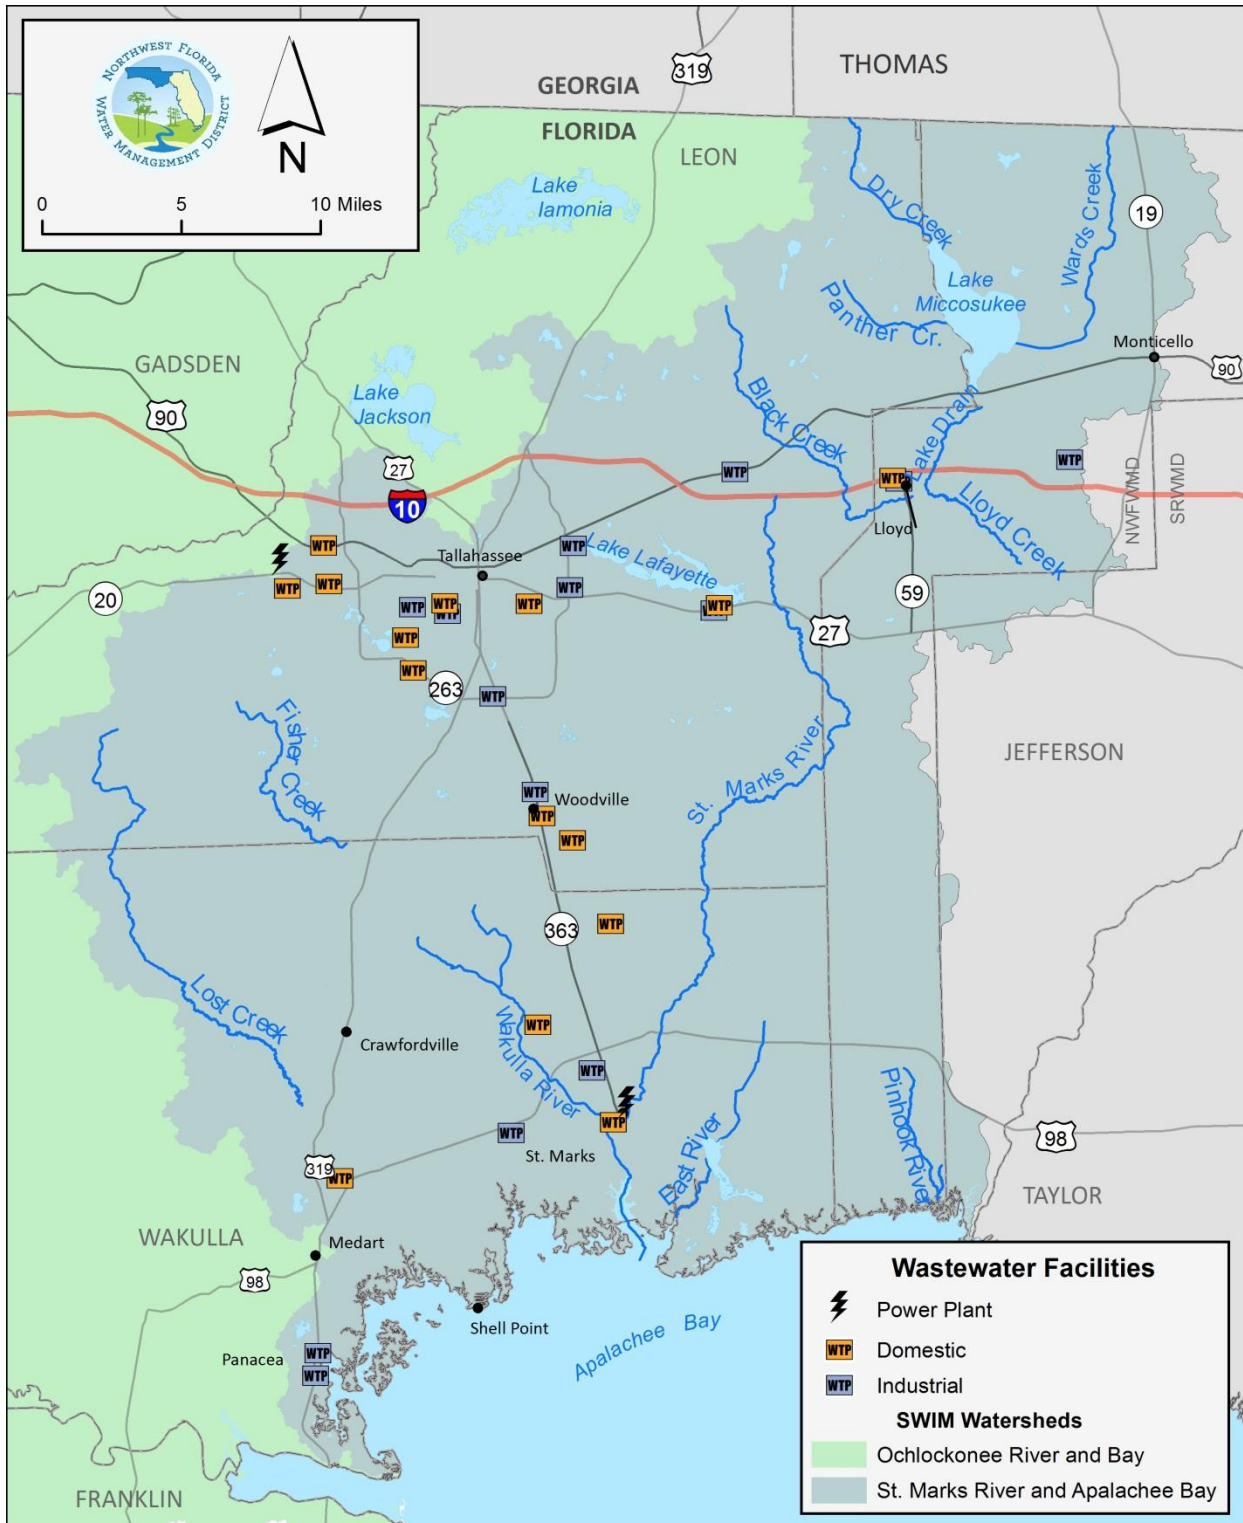 NORTHWEST FLORIDA
WATER MANAGEMENT DISTRICT
N
0 5 10 Miles
319
THOMAS
GEORGIA
FLORIDA
LEON
Lake
Iamonia
Dry Creek
Wards Creek
19
Lake
Miccosukee
Panther Cr.
Monticello
90
GADSDEN
Lake
Jackson
90
Black Creek
Lake Drain
27
10
WTP
WTP
WTP
Lloyd
Lloyd Creek
NWFWMD
SRWMD
WTP
Tallahassee
WTP
Lake Lafayette
20
WTP
WTP
WTP
59
WTP
WTP
WTP
WTP
WTP
WTP
27
WTP
WTP
263
WTP
Fisher
Creek
St. Marks River
JEFFERSON
WTP
Woodville
WTP
WTP
363
WTP
Lost Creek
WTP
Crawfordville
Wakulla River
WTP
Pinhook River
WTP
WTP
St. Marks
East River
98
319
WTP
TAYLOR
WAKULLA
Medart
98
Shell Point
Apalachee Bay
Panacea
WTP
WTP
FRANKLIN
Wastewater Facilities
Power Plant
WTP Domestic
WTP Industrial
SWIM Watersheds
Ochlockonee River and Bay
St. Marks River and Apalachee Bay